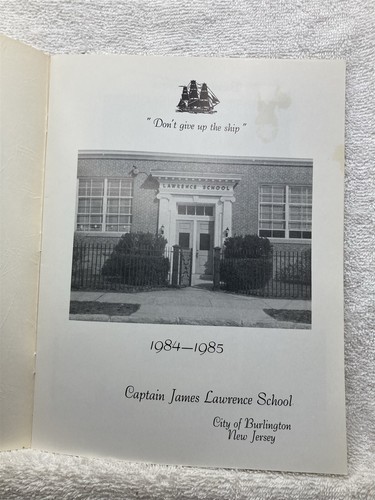 "Don't give up the ship"
LAWRENCE SCHOOL
1984-1985
Captain James Lawrence School
City of Burlington
New Jersey